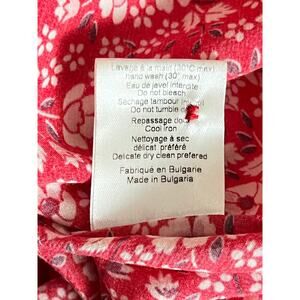 Lavage à la main (30°C max)
hand wash (30° max)
Eau de javel interdite
Do not bleach
Séchage tambour
Do not tumble
Repassage doux
Cool iron
Nettoyage à sec
délicat préféré
Delicate dry clean preferred
Fabriqué en Bulgarie
Made in Bulgaria